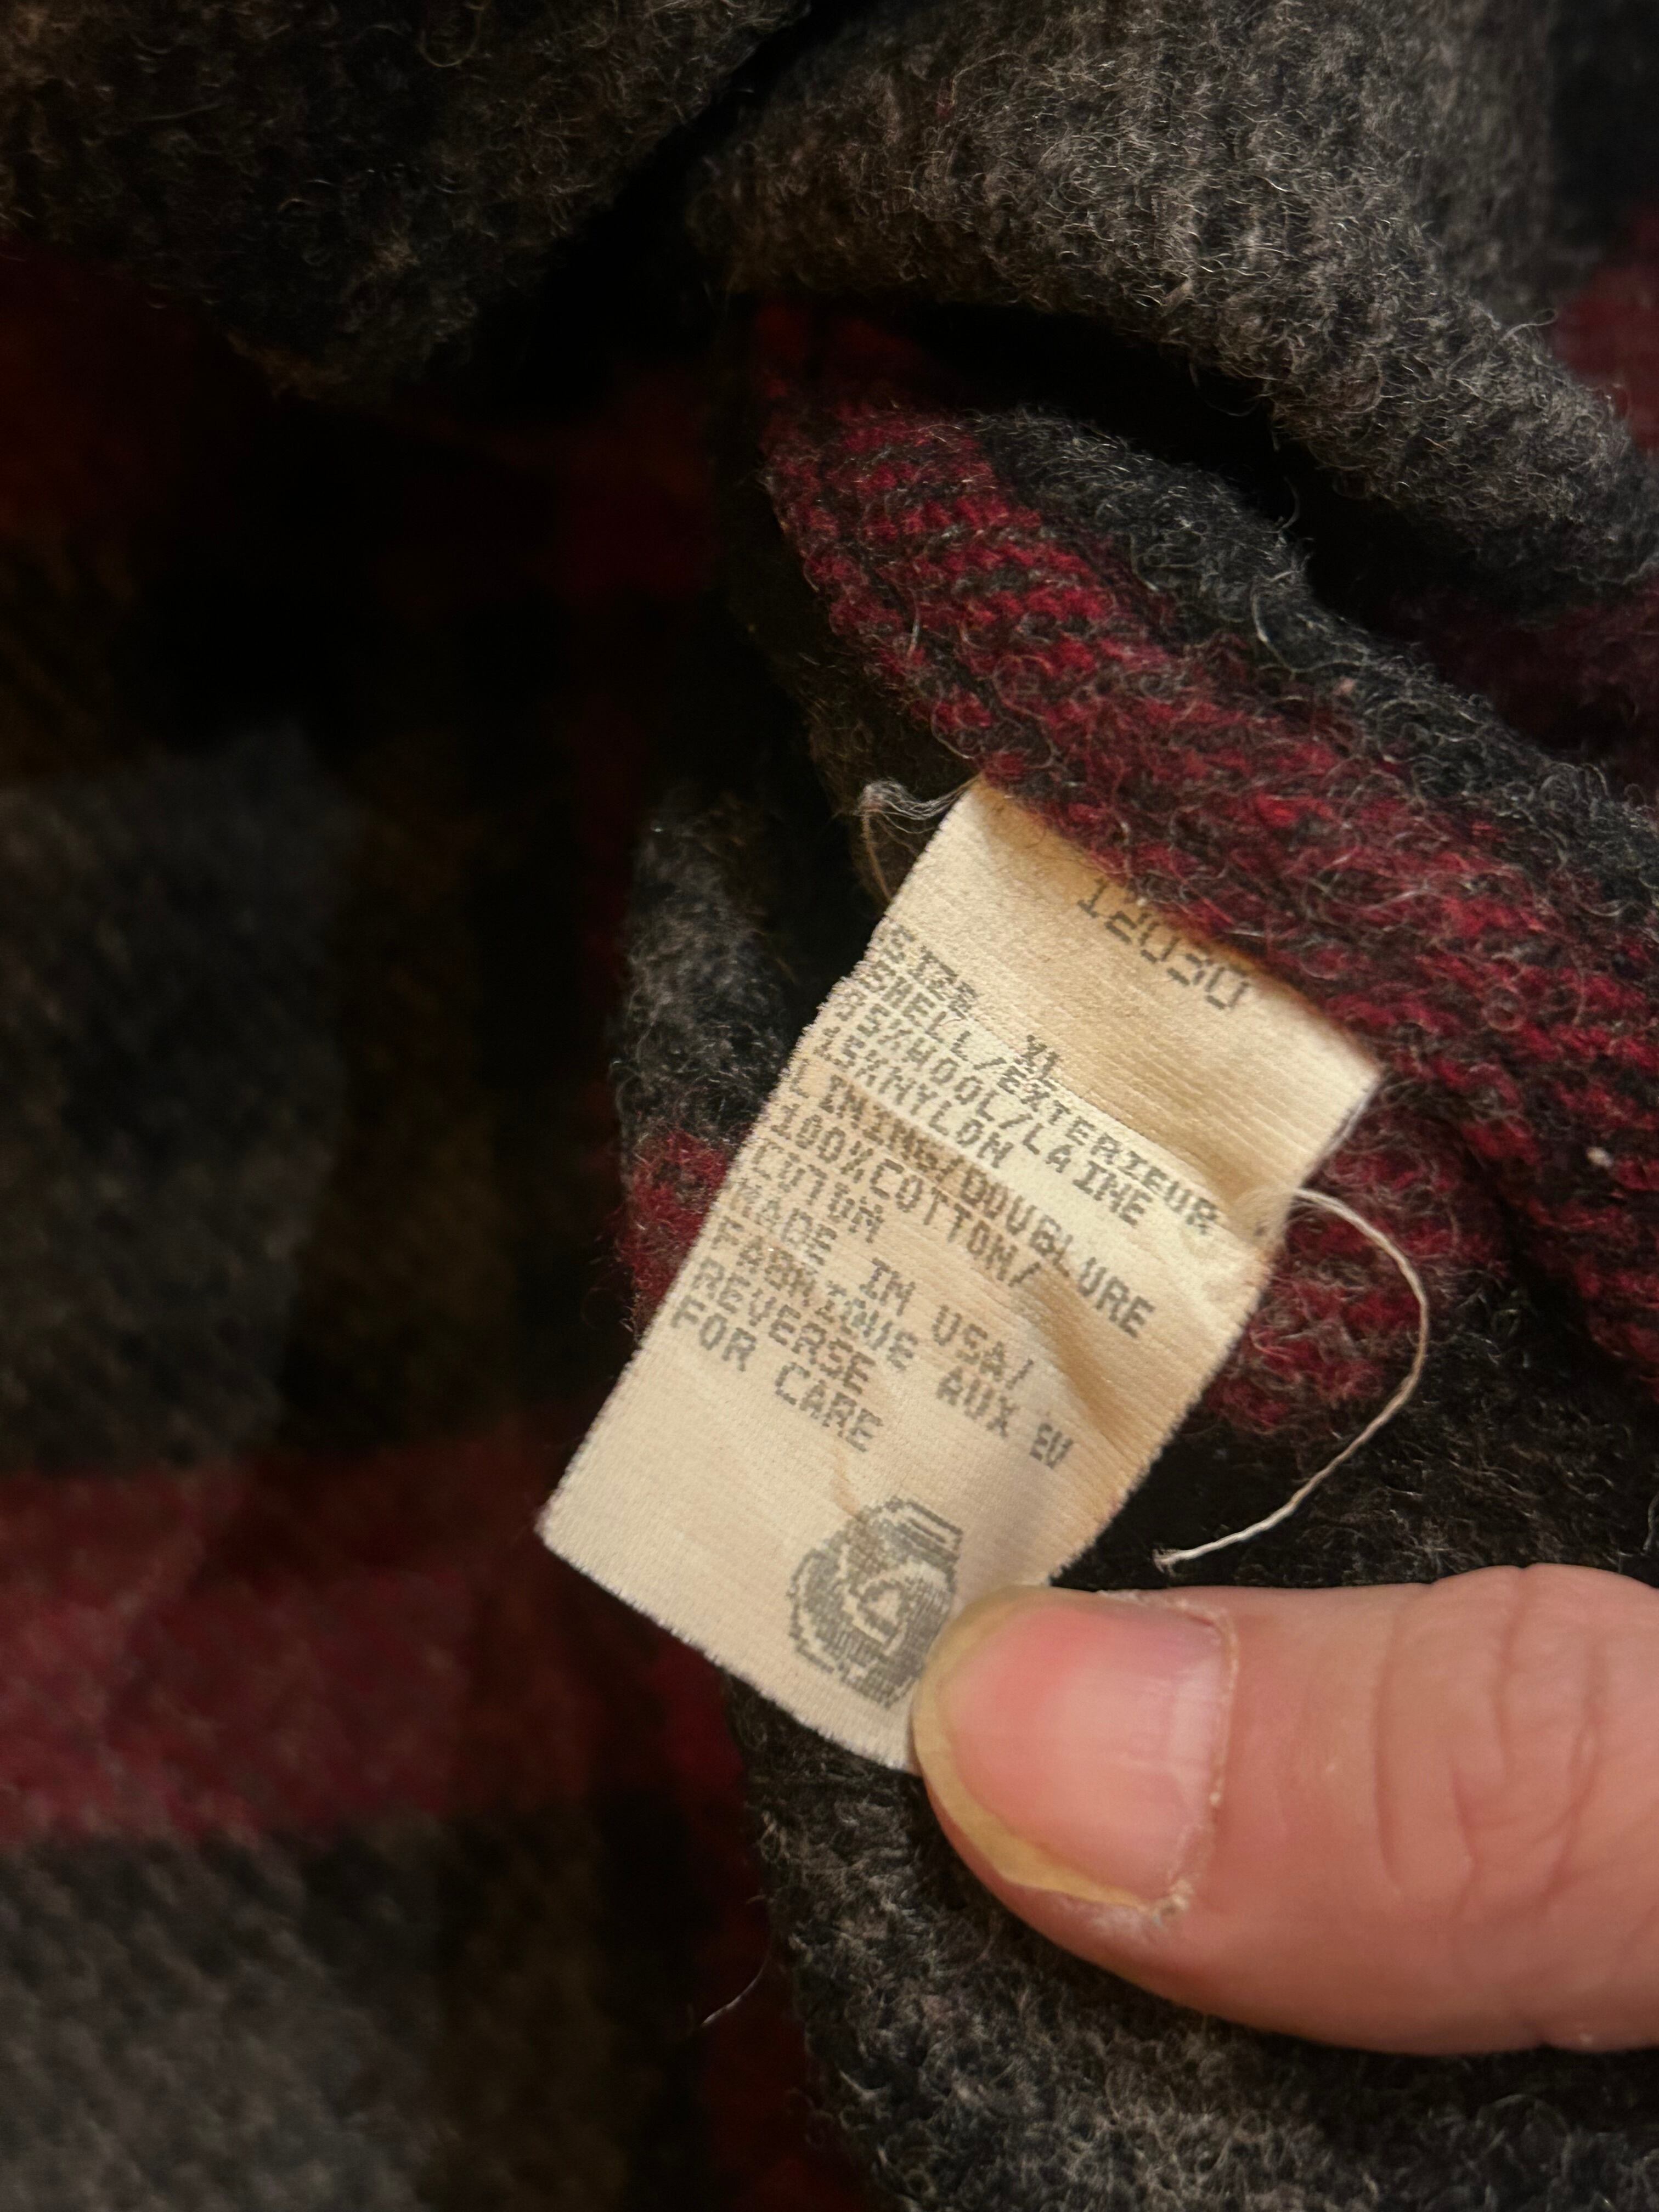 12030
SIZE XL
SHELL/EXTERIEUR
85%WOOL/LAINE
15%NYLON
LINING/DOUBLURE
100%COTTON/
COTON
MADE IN USA/
FABRIQUE AUX EU
REVERSE
FOR CARE